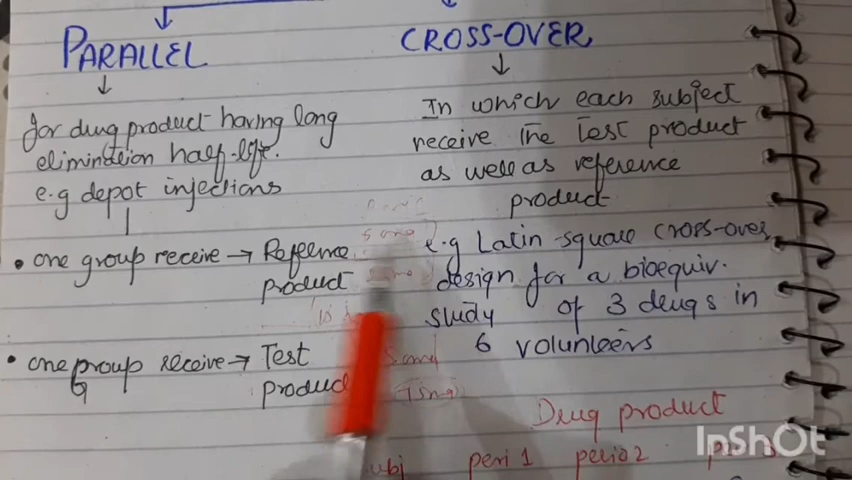 PARALLEL
for drug product having long
elimination half-life.
e.g depot injections
• one group receive → Refeence
product
• one group receive → Test
product
CROSS-OVER
In which each subject
receive the Test product
as well as reference
product
e.g Latin-square cross-over
design for a bioequiv.
study of 3 drugs in
6 volunteers
Drug product
peri 1 perio 2
InShOt